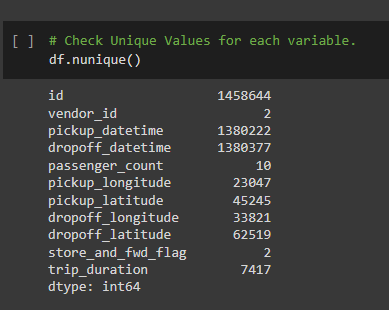 [ ] # Check Unique Values for each variable.
df.nunique()
id 1458644
vendor_id 2
pickup_datetime 1380222
dropoff_datetime 1380377
passenger_count 10
pickup_longitude 23047
pickup_latitude 45245
dropoff_longitude 33821
dropoff_latitude 62519
store_and_fwd_flag 2
trip_duration 7417
dtype: int64